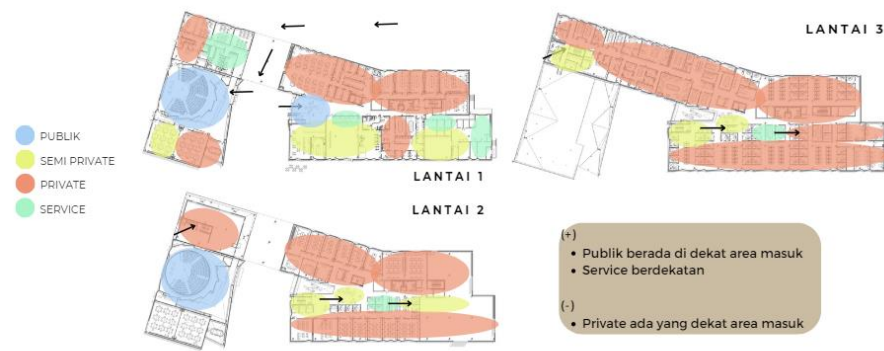 LANTAI 3
PUBLIK
SEMI PRIVATE
PRIVATE
SERVICE
LANTAI 1
LANTAI 2
(+)
• Publik berada di dekat area masuk
• Service berdekatan
(-)
• Private ada yang dekat area masuk